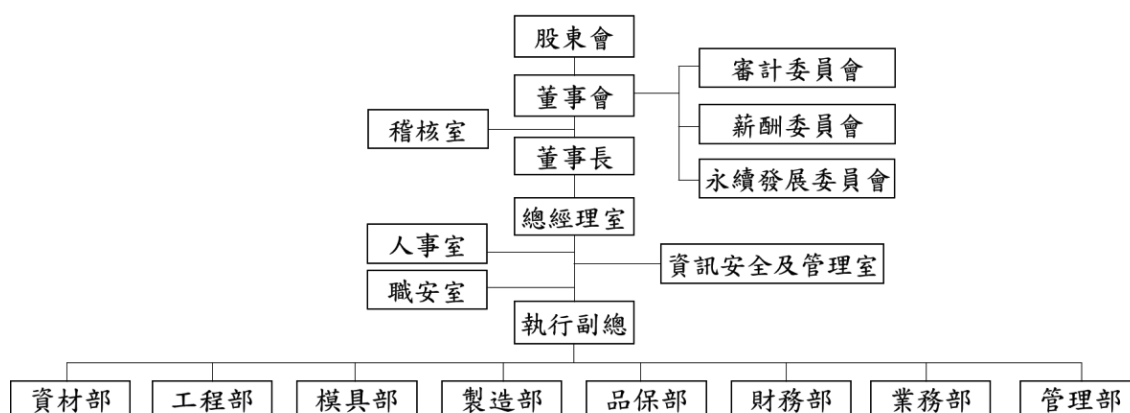 股東會
董事會
審計委員會
稽核室
薪酬委員會
董事長
永續發展委員會
總經理室
人事室
資訊安全及管理室
職安室
執行副總
資材部
工程部
模具部
製造部
品保部
財務部
業務部
管理部